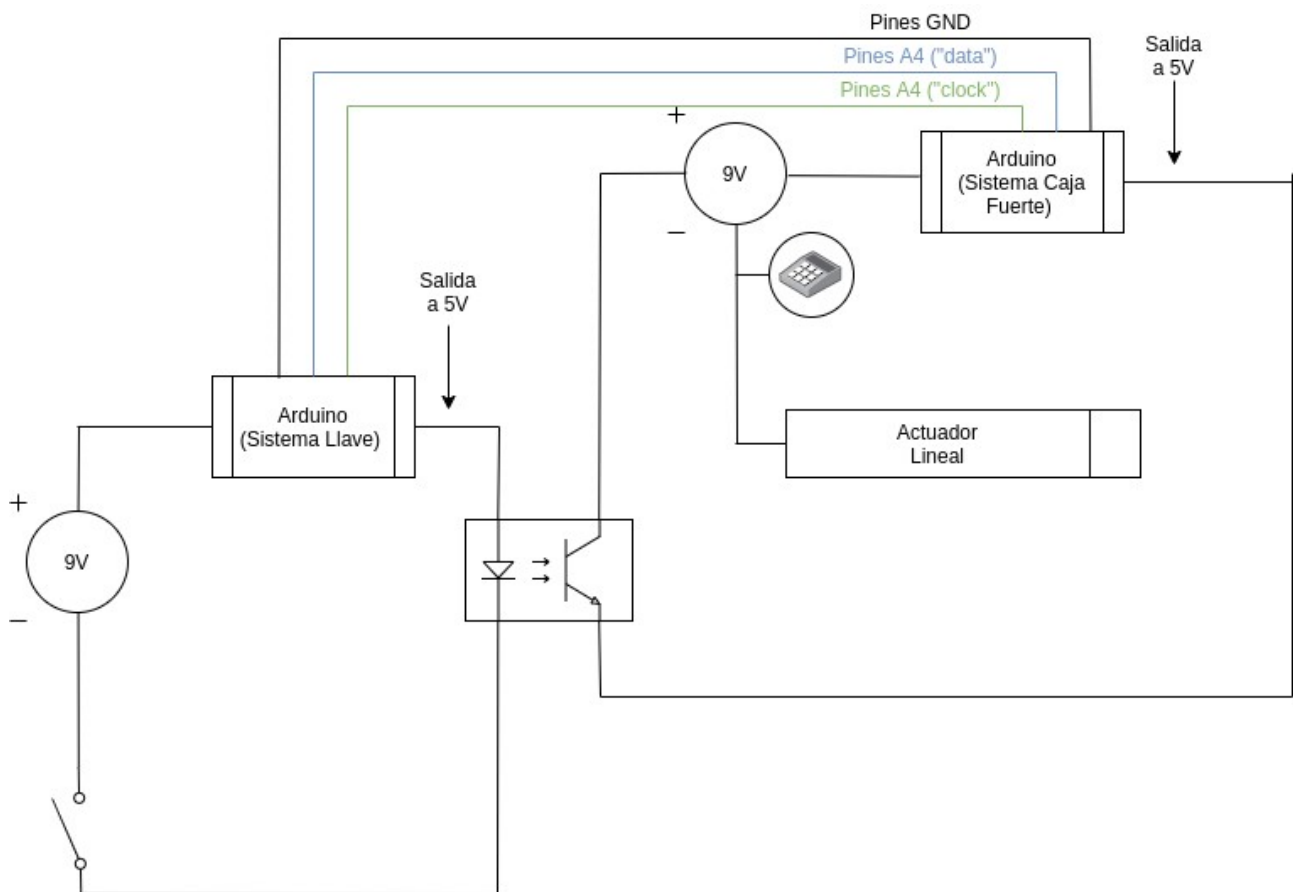 Pines GND
Pines A4 ("data")
Pines A4 ("clock")
Salida
a 5V
+
9V
−
Arduino
(Sistema Caja
Fuerte)
Salida
a 5V
Arduino
(Sistema Llave)
Actuador
Lineal
+
9V
−